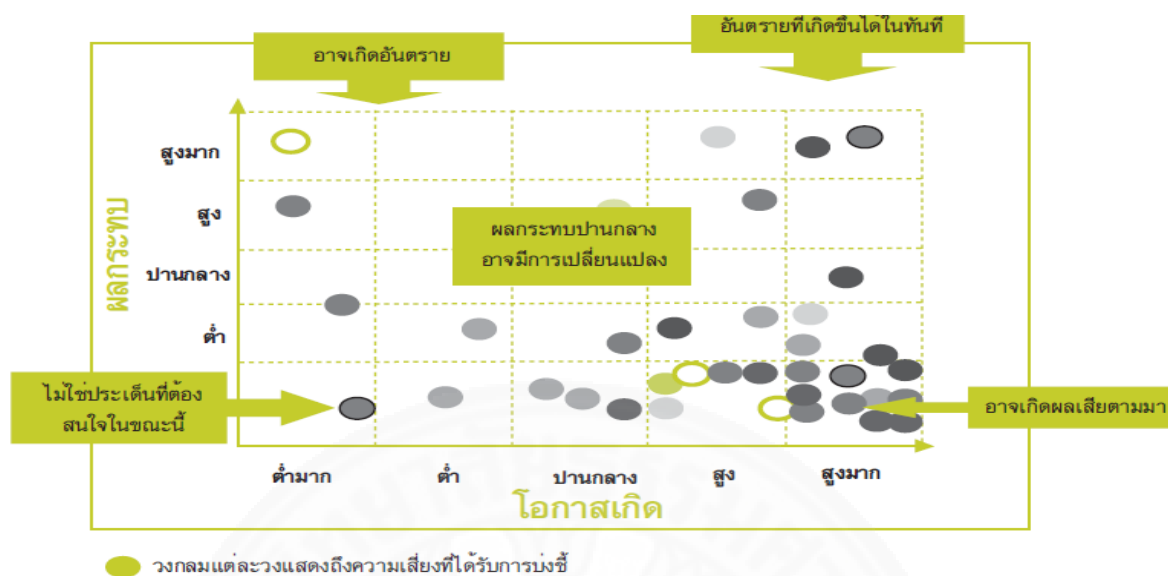 อันตรายที่เกิดขึ้นได้ในทันที
อาจเกิดอันตราย
สูงมาก
สูง
ปานกลาง
ต่ำ
ผลกระทบ
ผลกระทบปานกลาง
อาจมีการเปลี่ยนแปลง
ไม่ใช่ประเด็นที่ต้อง
สนใจในขณะนี้
อาจเกิดผลเสียตามมา
ต่ำมาก
ต่ำ
ปานกลาง
สูง
สูงมาก
โอกาสเกิด
วงกลมแต่ละวงแสดงถึงความเสี่ยงที่ได้รับการบ่งชี้